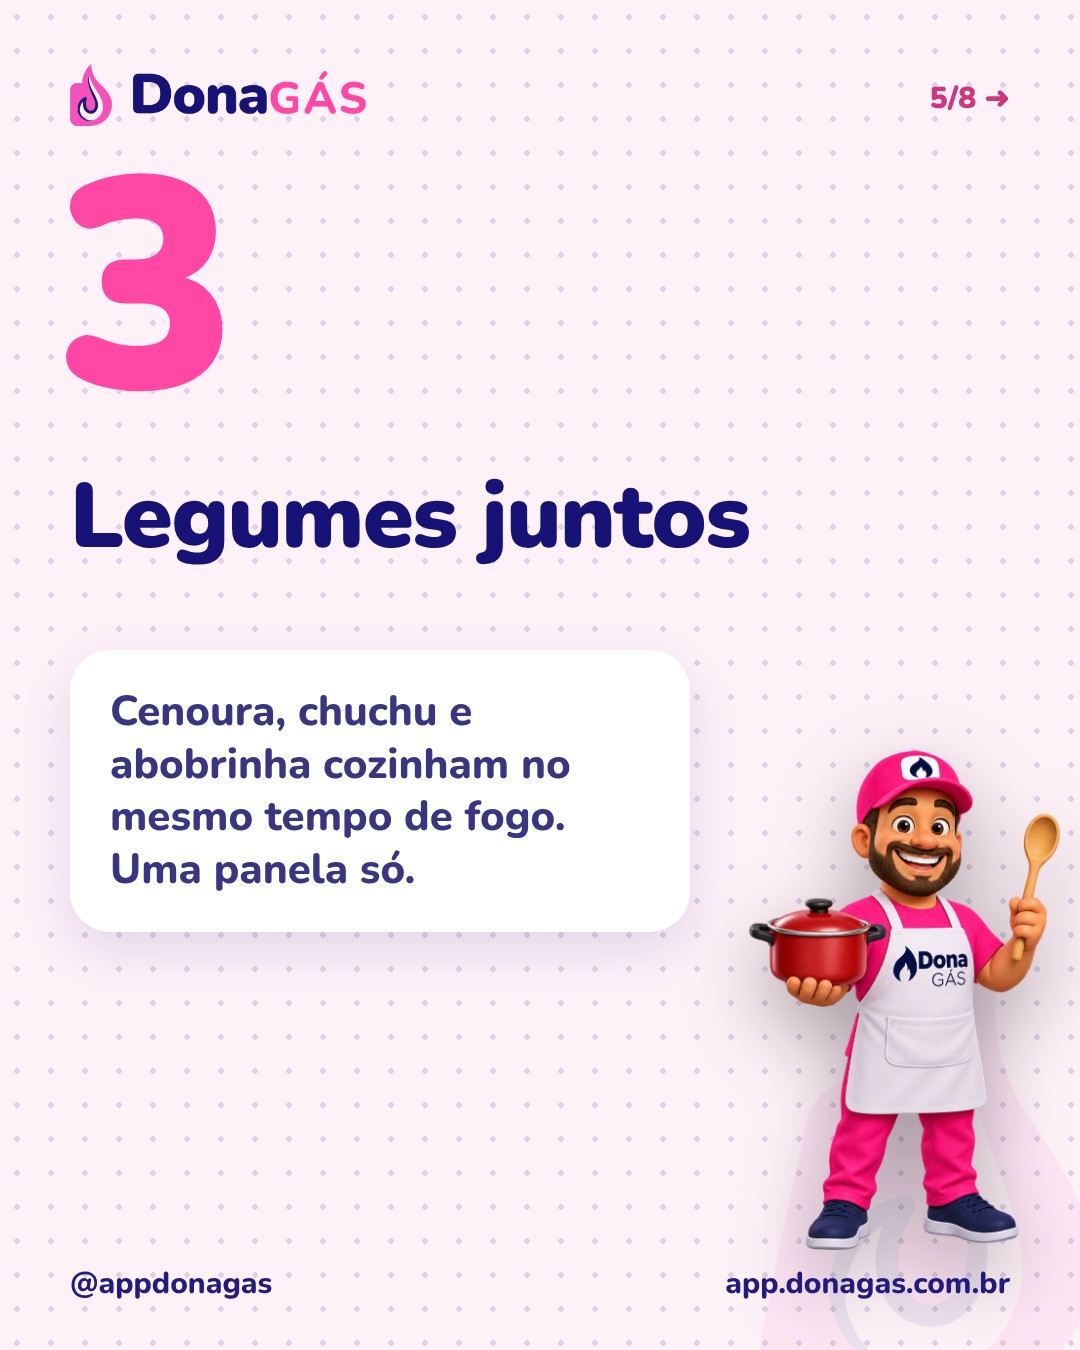 DonaGÁS
5/8 →
3
Legumes juntos
Cenoura, chuchu e
abobrinha cozinham no
mesmo tempo de fogo.
Uma panela só.
Dona
GÁS
@appdonagas
app.donagas.com.br